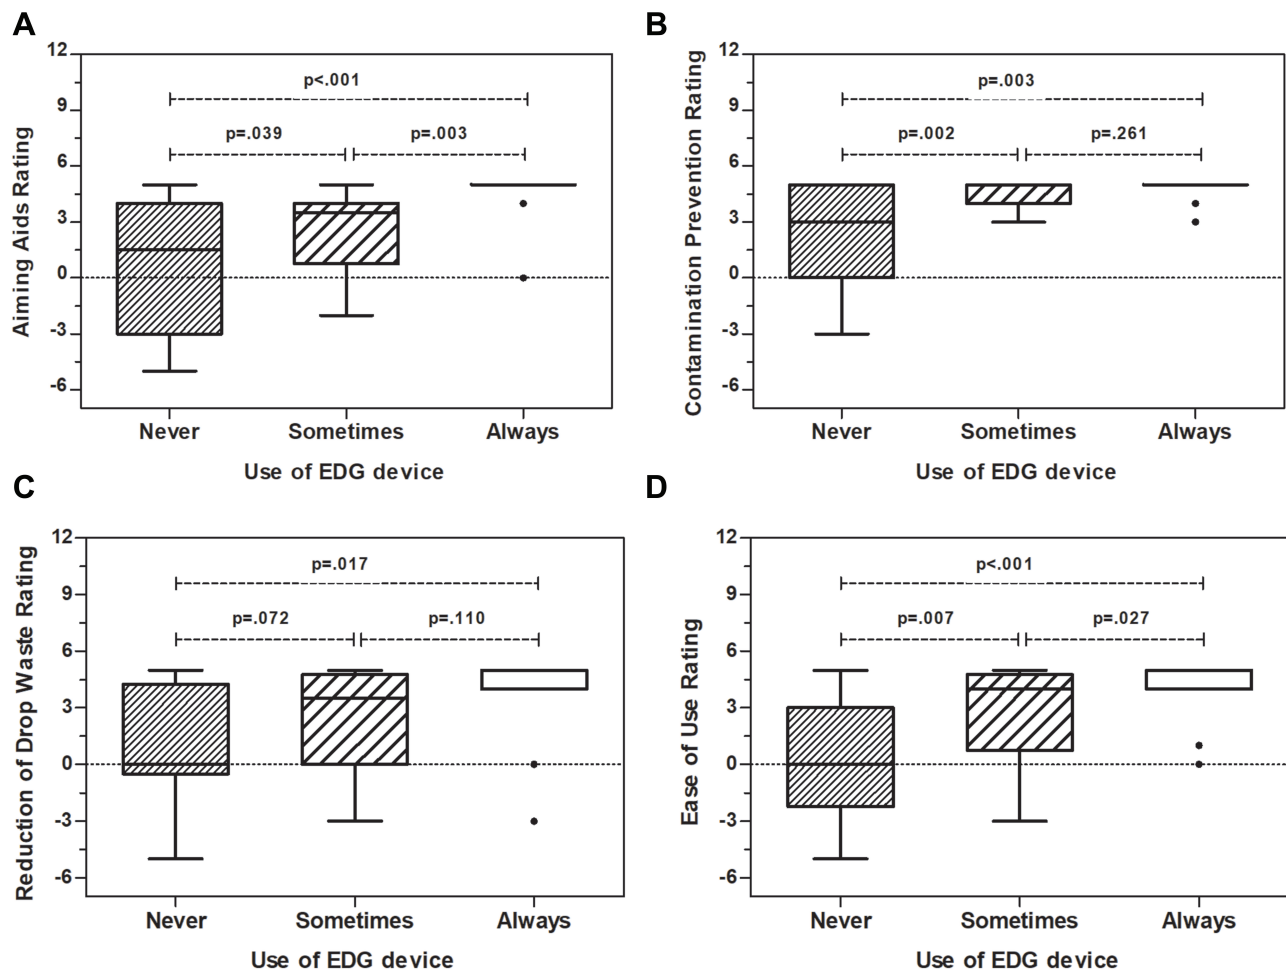 A
Aiming Aids Rating
12
9
6
3
0
-3
-6
p<.001
p=.039
p=.003
Never
Sometimes
Always
Use of EDG device
B
Contamination Prevention Rating
12
9
6
3
0
-3
-6
p=.003
p=.002
p=.261
Never
Sometimes
Always
Use of EDG device
C
Reduction of Drop Waste Rating
12
9
6
3
0
-3
-6
p=.017
p=.072
p=.110
Never
Sometimes
Always
Use of EDG device
D
Ease of Use Rating
12
9
6
3
0
-3
-6
p<.001
p=.007
p=.027
Never
Sometimes
Always
Use of EDG device